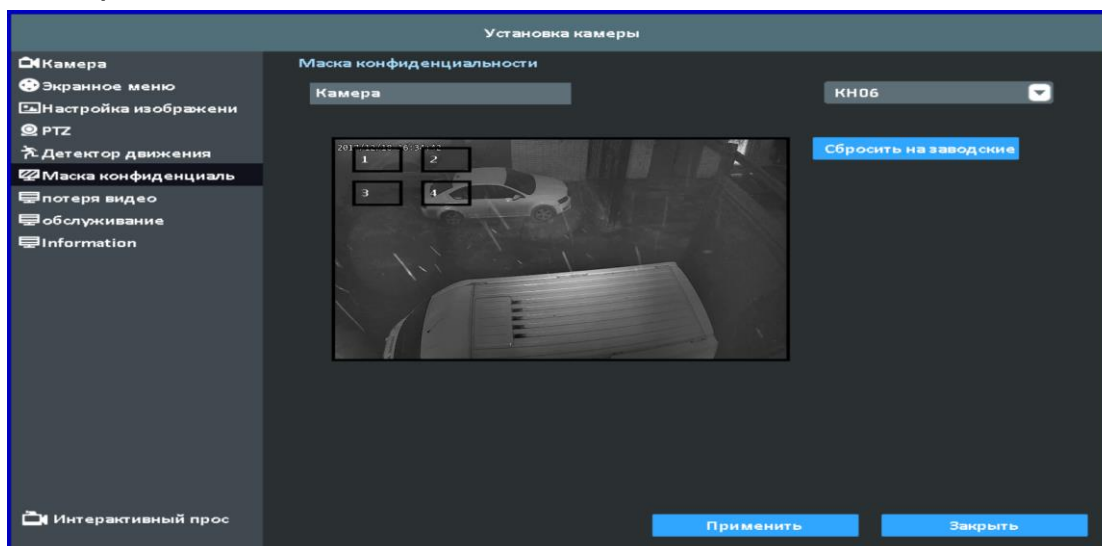 Установка камеры
Камера
Экранное меню
Настройка изображени
PTZ
Детектор движения
Маска конфиденциаль
потеря видео
обслуживание
Information
Интерактивный прос
Маска конфиденциальности
Камера
КН06
Сбросить на заводские
1 2
3 4
Применить
Закрыть